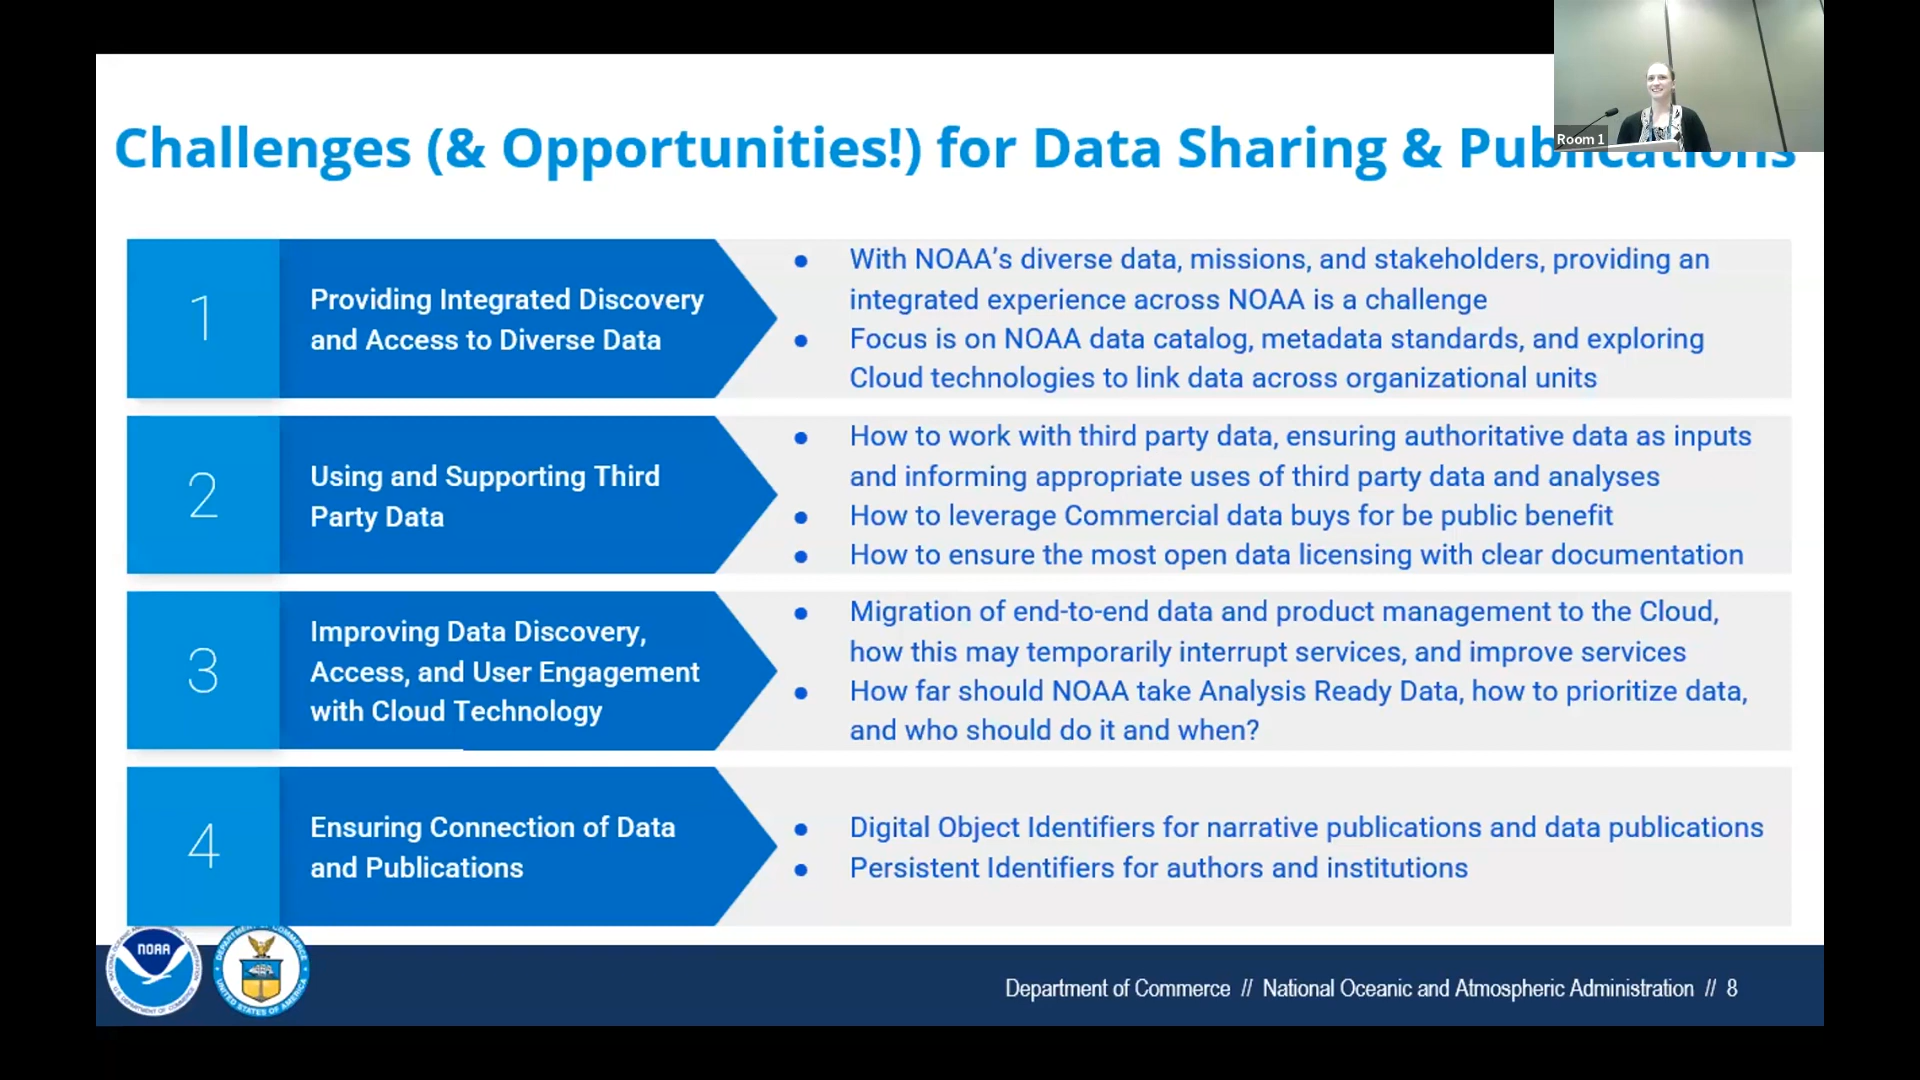 Challenges (& Opportunities!) for Data Sharing & Publications
Room 1
1
Providing Integrated Discovery
and Access to Diverse Data
● With NOAA’s diverse data, missions, and stakeholders, providing an
integrated experience across NOAA is a challenge
● Focus is on NOAA data catalog, metadata standards, and exploring
Cloud technologies to link data across organizational units
2
Using and Supporting Third
Party Data
● How to work with third party data, ensuring authoritative data as inputs
and informing appropriate uses of third party data and analyses
● How to leverage Commercial data buys for be public benefit
● How to ensure the most open data licensing with clear documentation
3
Improving Data Discovery,
Access, and User Engagement
with Cloud Technology
● Migration of end-to-end data and product management to the Cloud,
how this may temporarily interrupt services, and improve services
● How far should NOAA take Analysis Ready Data, how to prioritize data,
and who should do it and when?
4
Ensuring Connection of Data
and Publications
● Digital Object Identifiers for narrative publications and data publications
● Persistent Identifiers for authors and institutions
NOAA
UNITED STATES OF AMERICA
Department of Commerce // National Oceanic and Atmospheric Administration // 8